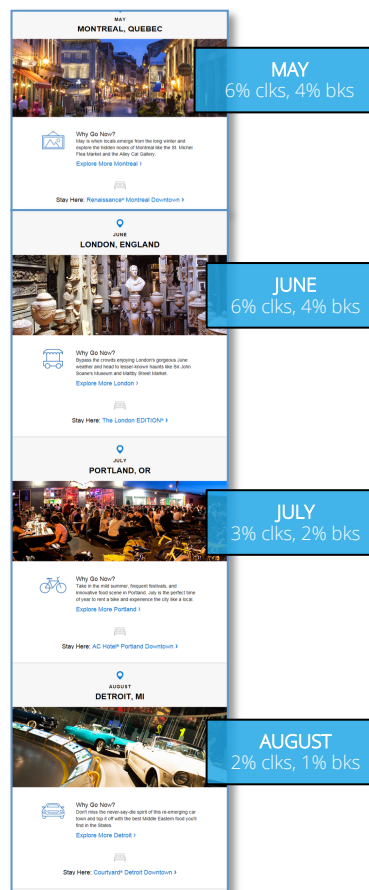 MAY
MONTREAL, QUEBEC
MAY
6% clks, 4% bks
Why Go Now?
May is when locals emerge from the long winter and
explore the hidden nooks of Montreal like the St. Michel
Flea Market and the Alley Cat Gallery.
Explore More Montreal ›
Stay Here: Renaissance® Montreal Downtown ›
JUNE
LONDON, ENGLAND
JUNE
6% clks, 4% bks
Why Go Now?
Bypass the crowds enjoying London's gorgeous June
weather and head to lesser-known haunts like Sir John
Soane's Museum and Maltby Street Market.
Explore More London ›
Stay Here: The London EDITION® ›
JULY
PORTLAND, OR
JULY
3% clks, 2% bks
Why Go Now?
Take in the mild summer, frequent festivals, and
innovative food scene in Portland. July is the perfect time
of year to rent a bike and experience the city like a local.
Explore More Portland ›
Stay Here: AC Hotel® Portland Downtown ›
AUGUST
DETROIT, MI
AUGUST
2% clks, 1% bks
Why Go Now?
Don't miss the never-say-die spirit of this re-emerging car
town and top it off with the best Middle Eastern food you'll
find in the States.
Explore More Detroit ›
Stay Here: Courtyard® Detroit Downtown ›